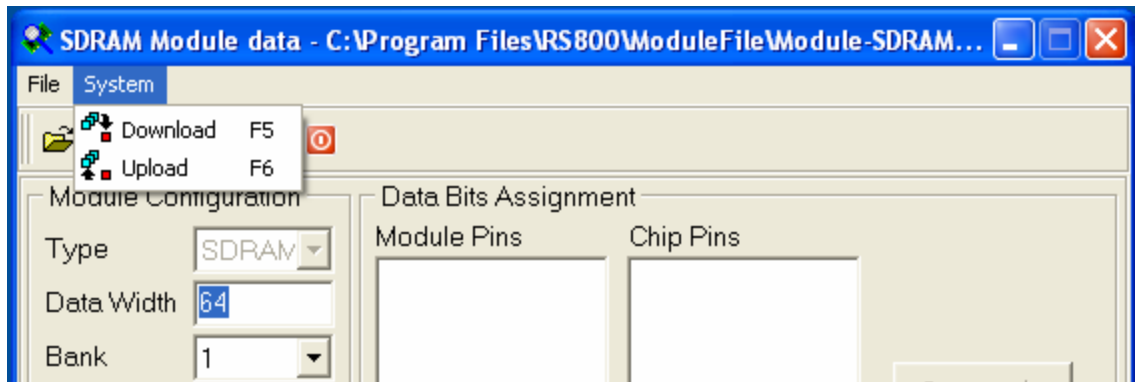 SDRAM Module data - C:\Program Files\RS800\ModuleFile\Module-SDRAM...
File System
Download F5
Upload F6
Module Configuration
Data Bits Assignment
Type SDRAM
Module Pins Chip Pins
Data Width 64
Bank 1